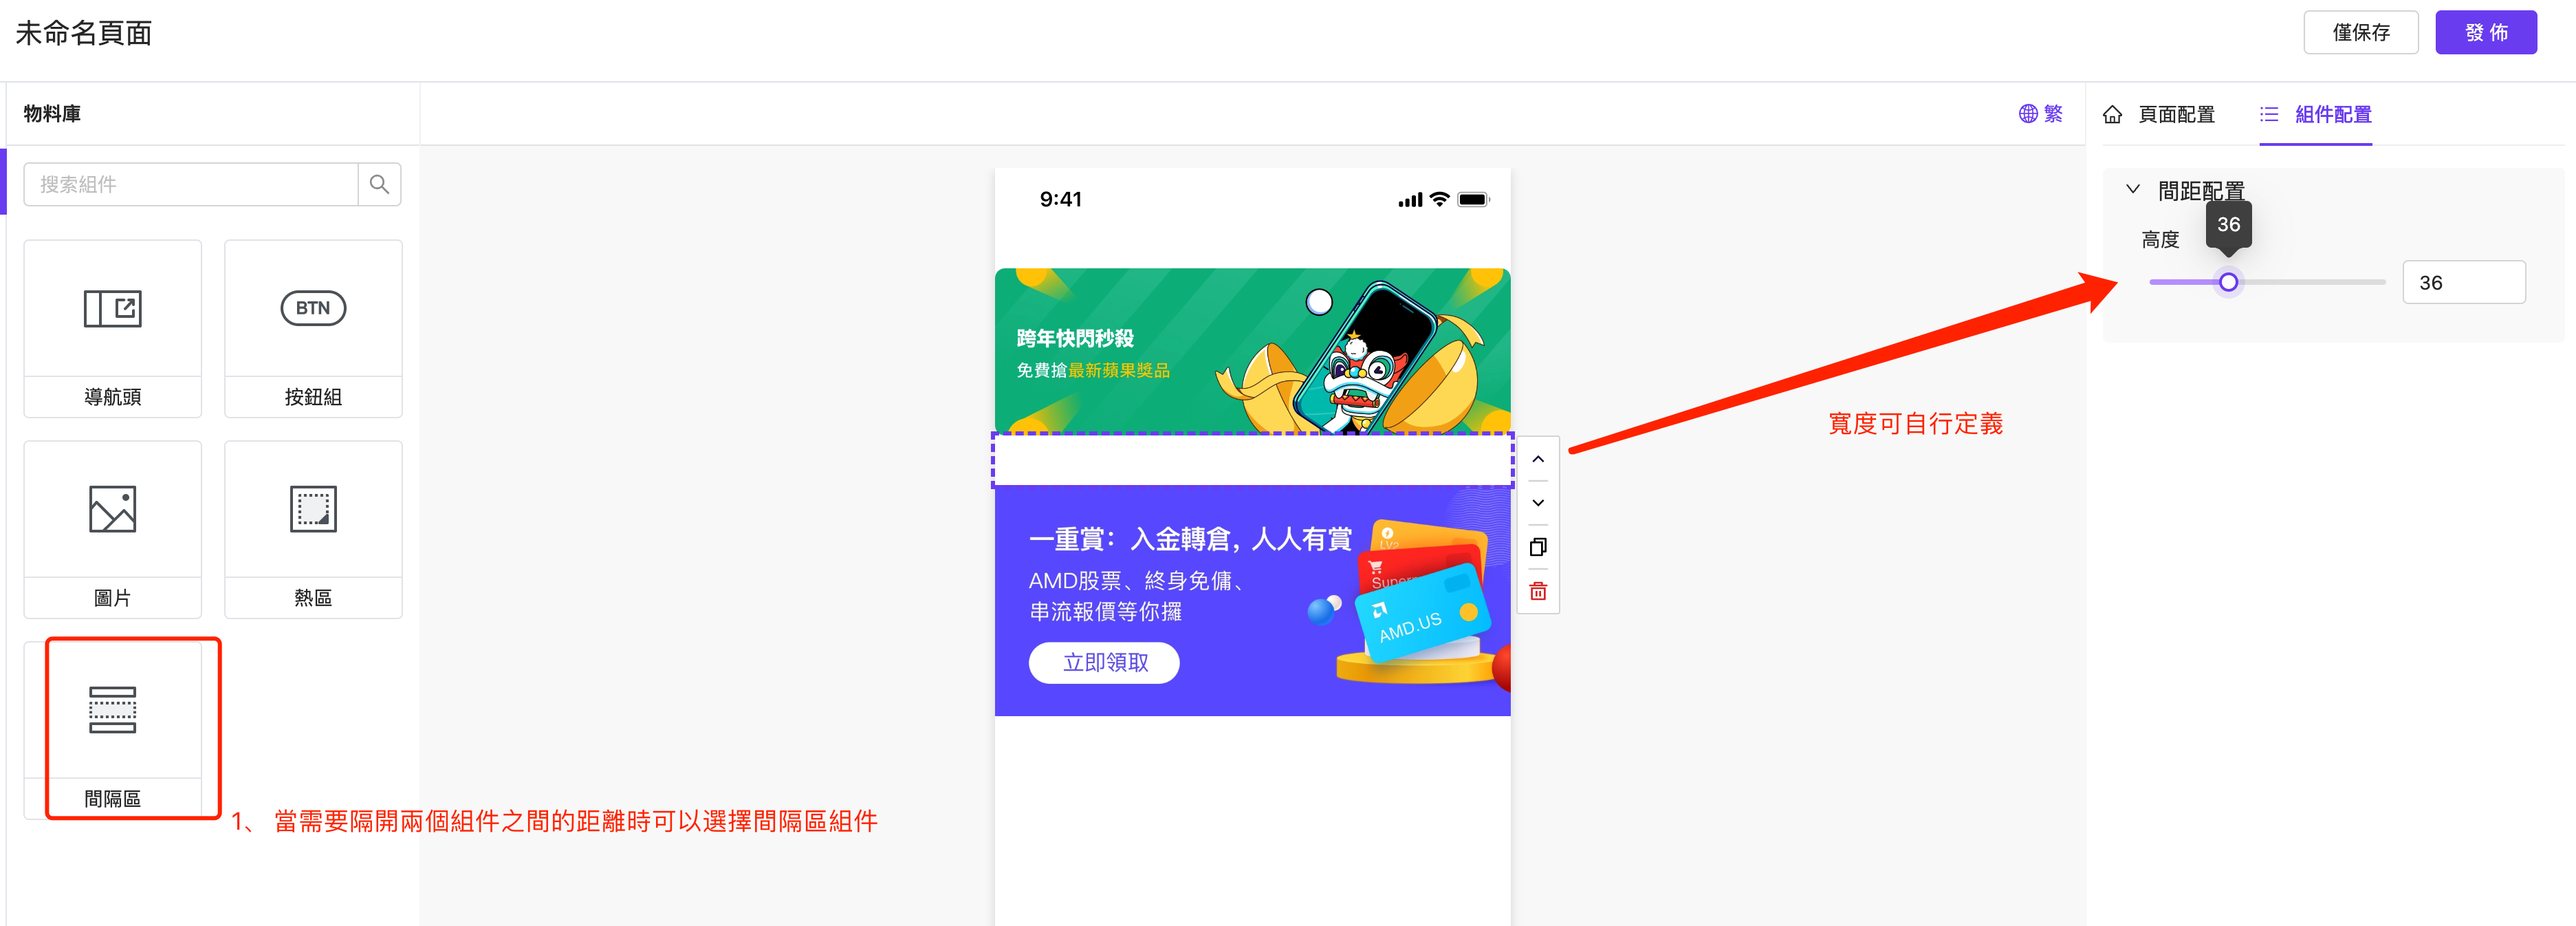 未命名頁面
僅保存
發 佈
物料庫
繁
頁面配置
組件配置
搜索組件
導航頭
BTN
按鈕組
圖片
熱區
間隔區
1、 當需要隔開兩個組件之間的距離時可以選擇間隔區組件
9:41
跨年快閃秒殺
免費搶最新蘋果獎品
一重賞：入金轉倉，人人有賞
AMD股票、終身免傭、
串流報價等你攞
立即領取
LV2
AMD.US
寬度可自行定義
間距配置
高度
36
36